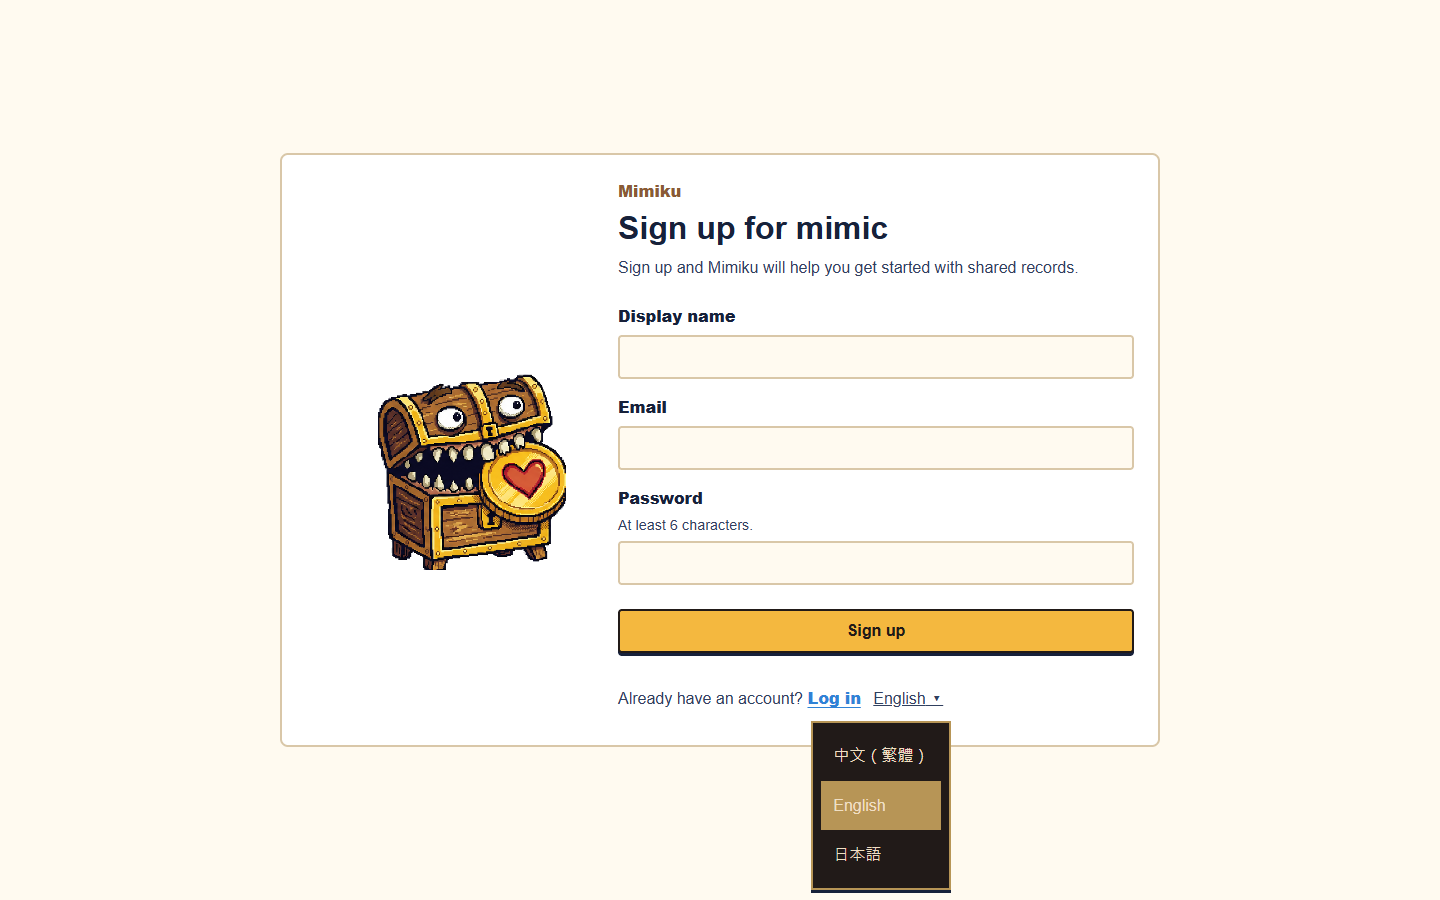 Mimiku
Sign up for mimic
Sign up and Mimiku will help you get started with shared records.
Display name
Email
Password
At least 6 characters.
Sign up
Already have an account? Log in English ▼
中文（繁體）
English
日本語